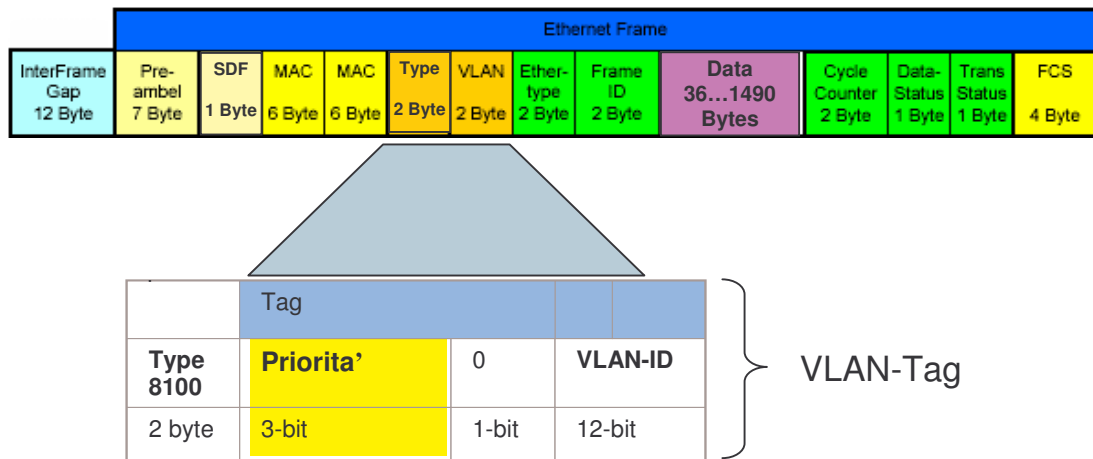 Ethernet Frame
InterFrame
Gap
12 Byte
Pre-
ambel
7 Byte
SDF
1 Byte
MAC
6 Byte
MAC
6 Byte
Type
2 Byte
VLAN
2 Byte
Ether-
type
2 Byte
Frame
ID
2 Byte
Data
36...1490
Bytes
Cycle
Counter
2 Byte
Data-
Status
1 Byte
Trans
Status
1 Byte
FCS
4 Byte
Tag
Type
8100
Priorita’
0
VLAN-ID
2 byte
3-bit
1-bit
12-bit
VLAN-Tag